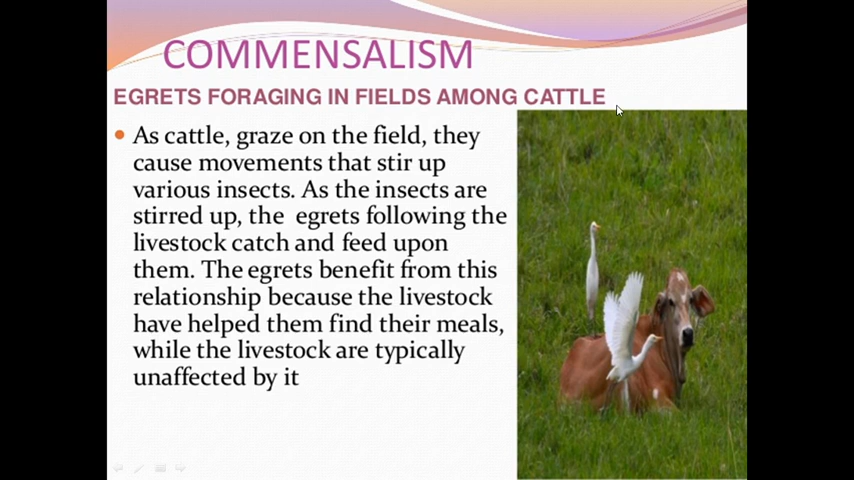 COMMENSALISM
EGRETS FORAGING IN FIELDS AMONG CATTLE
• As cattle, graze on the field, they
cause movements that stir up
various insects. As the insects are
stirred up, the  egrets following the
livestock catch and feed upon
them. The egrets benefit from this
relationship because the livestock
have helped them find their meals,
while the livestock are typically
unaffected by it